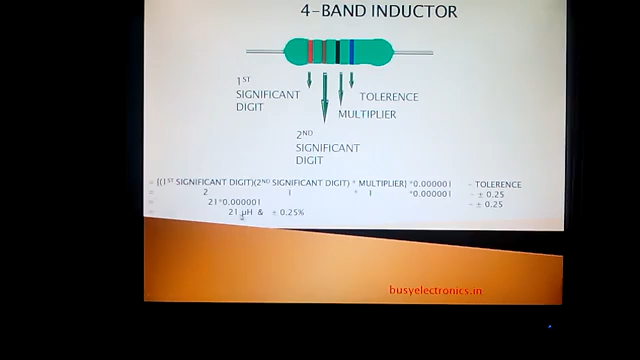 4-BAND INDUCTOR
1ST
SIGNIFICANT
DIGIT
TOLERENCE
MULTIPLIER
2ND
SIGNIFICANT
DIGIT
= [(1ST SIGNIFICANT DIGIT)(2ND SIGNIFICANT DIGIT) * MULTIPLIER] *0.000001 - TOLERENCE
= 2 1 * 1 *0.000001 - ± 0.25
= 21*0.000001 - ± 0.25
= 21 µH & ± 0.25%
busyelectronics.in